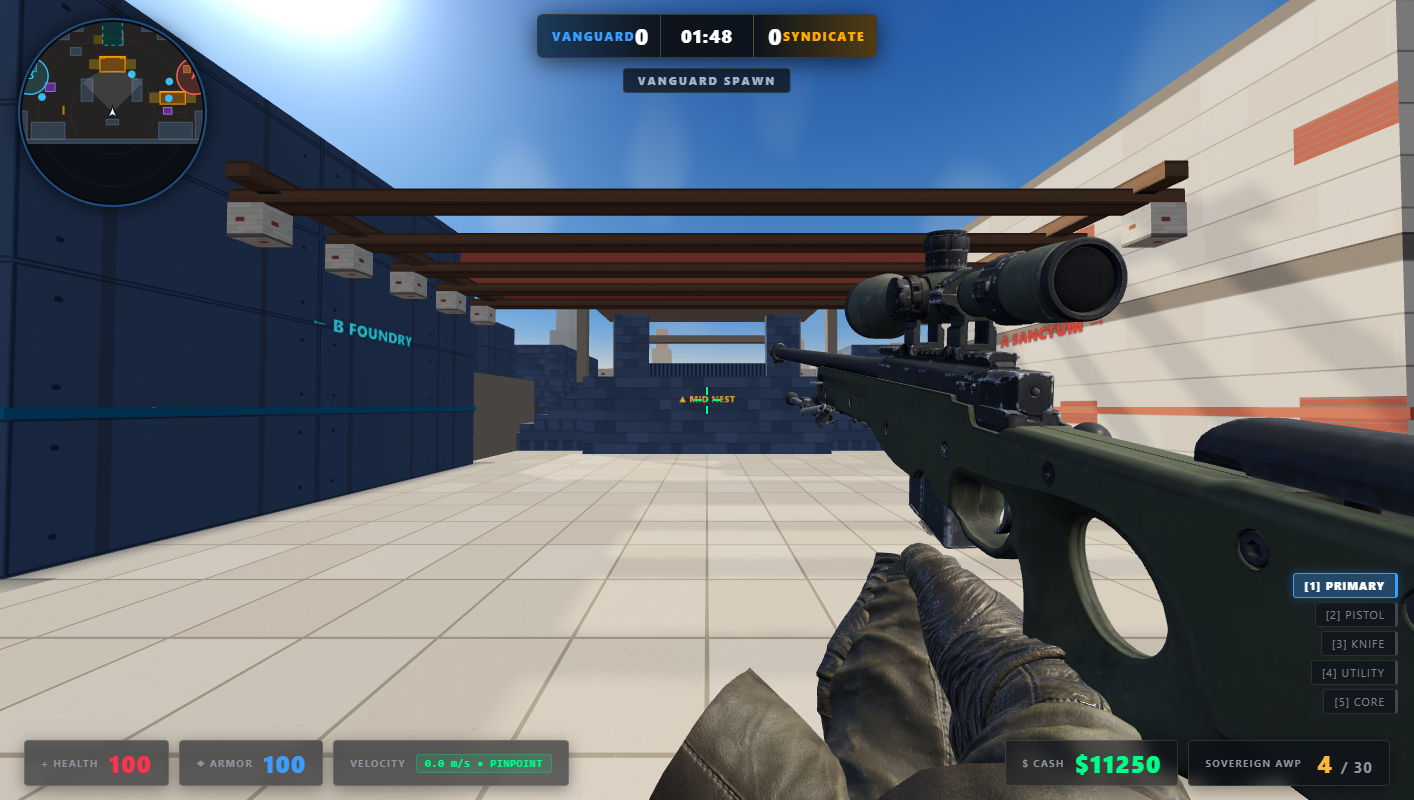 VANGUARD 0 01:48 0 SYNDICATE
VANGUARD SPAWN
B
A
← B FOUNDRY
A SANCTUM →
▲ MID NEST
[1] PRIMARY
[2] PISTOL
[3] KNIFE
[4] UTILITY
[5] CORE
+ HEALTH 100
◆ ARMOR 100
VELOCITY 0.0 m/s • PINPOINT
$ CASH $11250
SOVEREIGN AWP 4 / 30